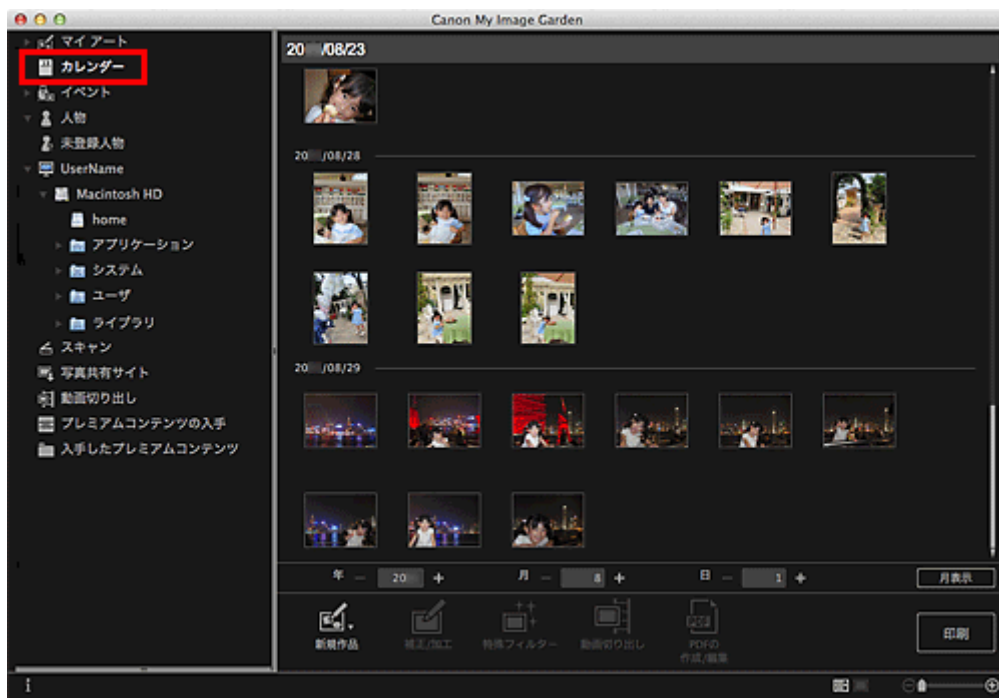 Canon My Image Garden
マイ アート
カレンダー
イベント
人物
未登録人物
UserName
Macintosh HD
home
アプリケーション
システム
ユーザ
ライブラリ
スキャン
写真共有サイト
動画切り出し
プレミアムコンテンツの入手
入手したプレミアムコンテンツ
20 /08/23
20 /08/28
20 /08/29
年 － 20 ＋ 月 － 8 ＋ 日 － 1 ＋ 月表示
新規作品 補正/加工 特殊フィルター 動画切り出し PDFの
作成/編集
印刷